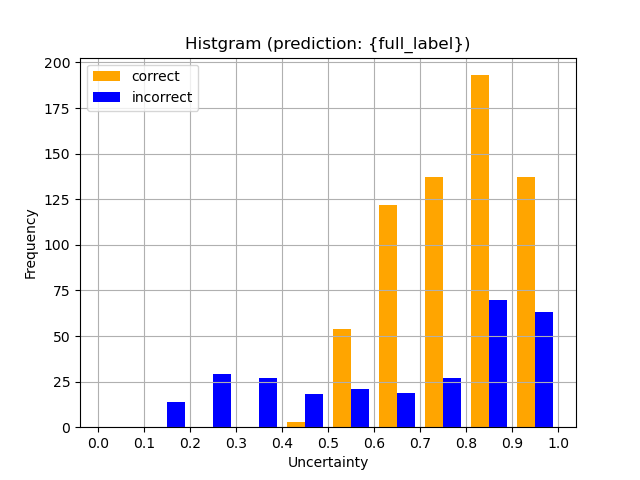 Histgram (prediction: {full_label})
correct
incorrect
Frequency
200
175
150
125
100
75
50
25
0
0.0 0.1 0.2 0.3 0.4 0.5 0.6 0.7 0.8 0.9 1.0
Uncertainty